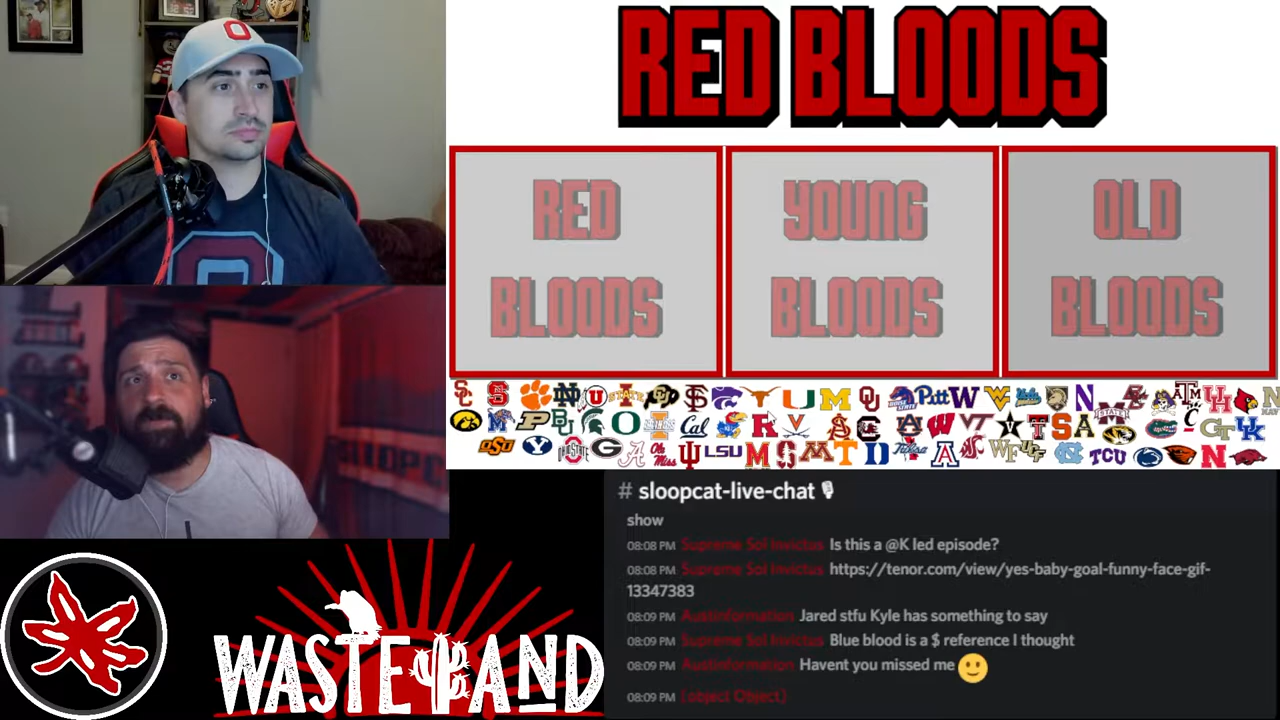 RED BLOODS
RED
BLOODS
YOUNG
BLOODS
OLD
BLOODS
# sloopcat-live-chat
show
08:08 PM Supreme Sol Invictus Is this a @K led episode?
08:08 PM Supreme Sol Invictus https://tenor.com/view/yes-baby-goal-funny-face-gif-
13347383
08:09 PM Austinformation Jared stfu Kyle has something to say
08:09 PM Supreme Sol Invictus Blue blood is a $ reference I thought
08:09 PM Austinformation Havent you missed me
08:09 PM [object Object]
WASTELAND